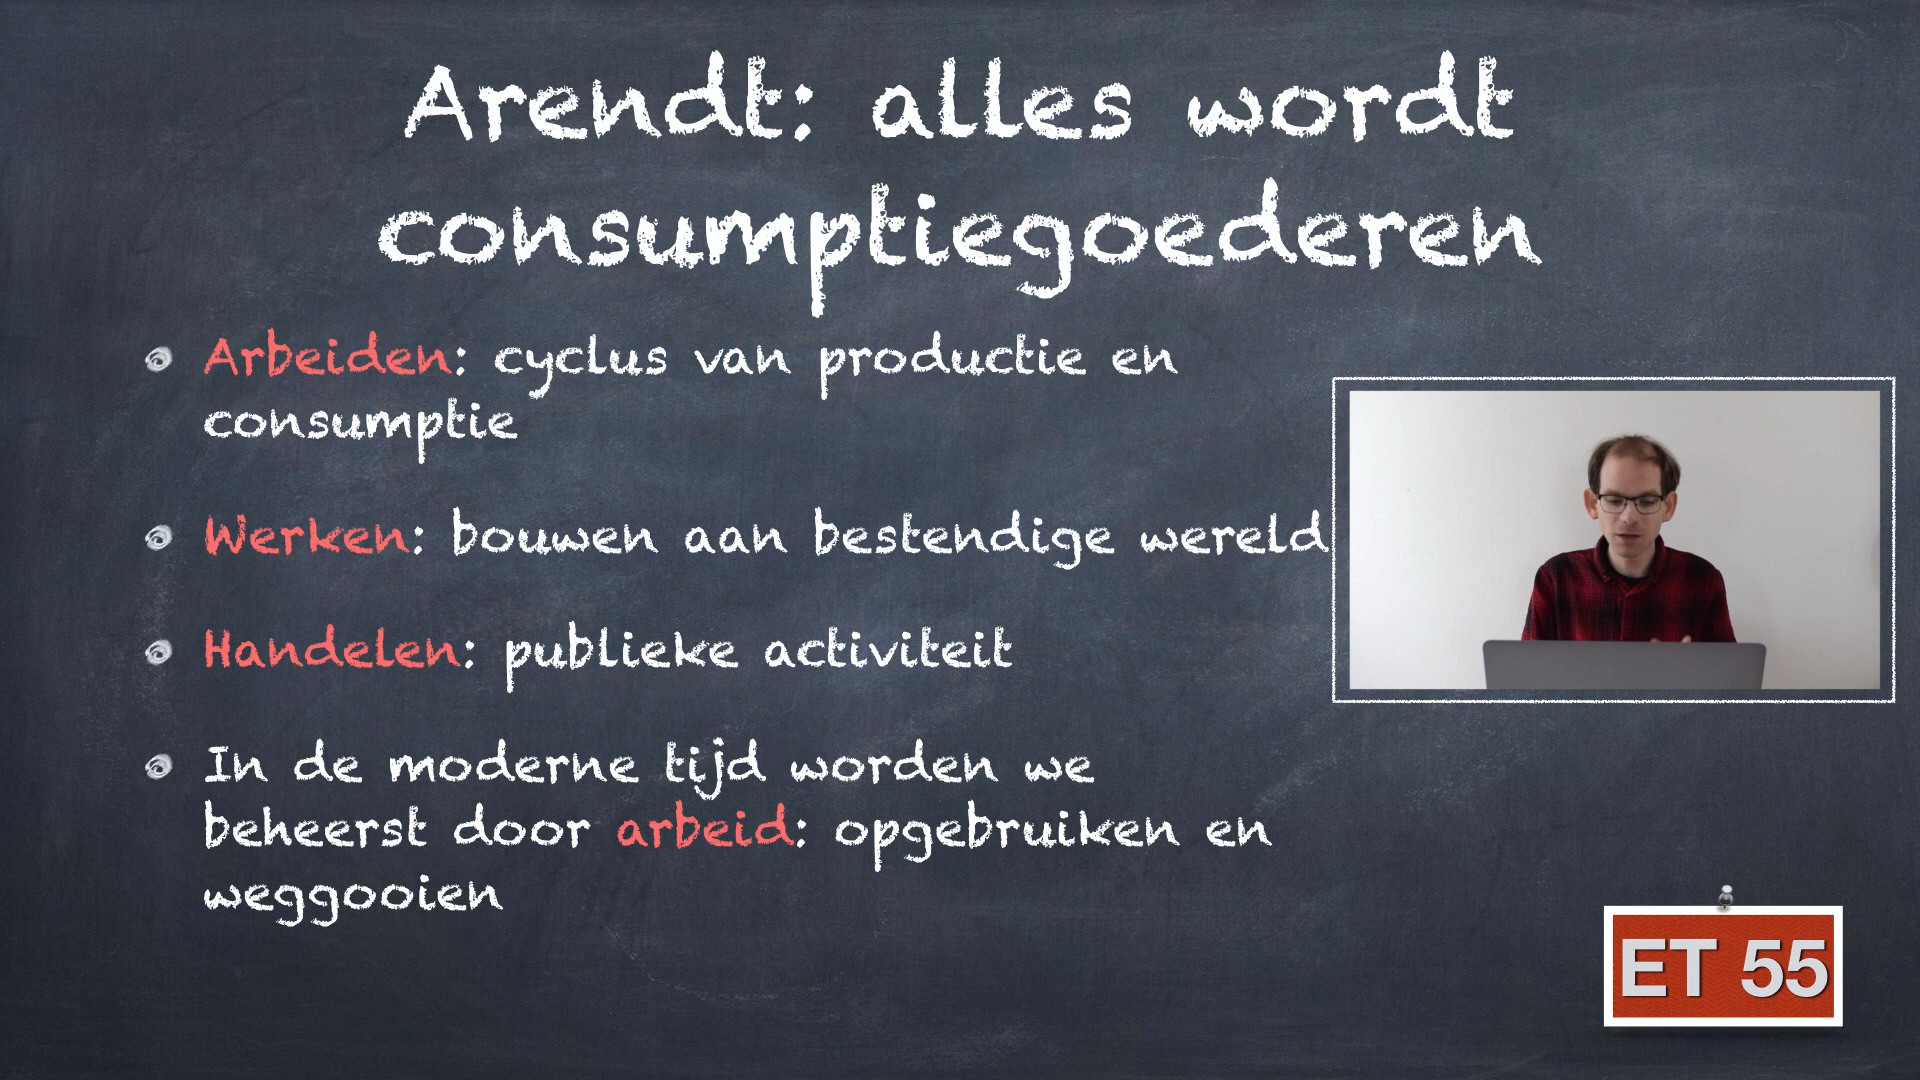 Arendt: alles wordt
consumptiegoederen
Arbeiden: cyclus van productie en
consumptie
Werken: bouwen aan bestendige wereld
Handelen: publieke activiteit
In de moderne tijd worden we
beheerst door arbeid: opgebruiken en
weggooien
ET 55